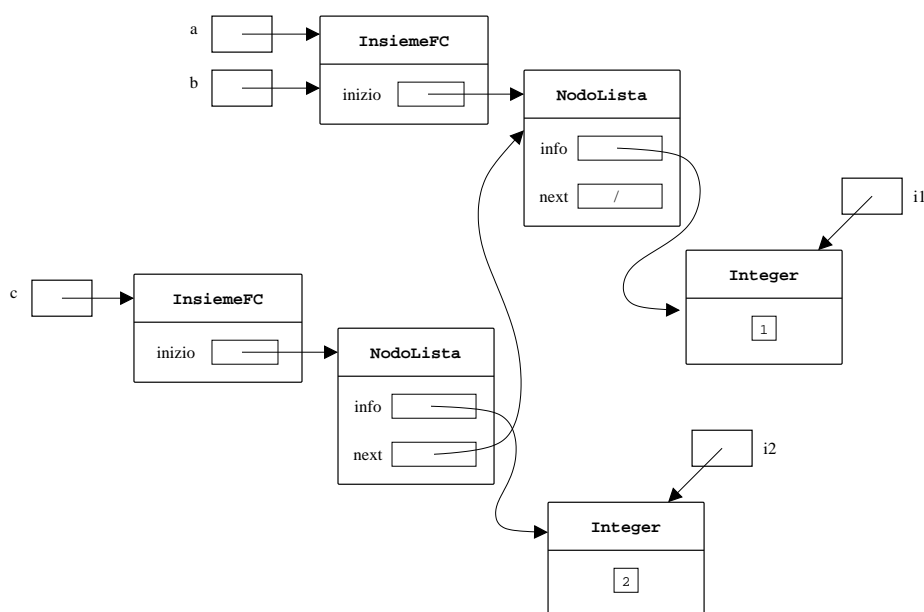 a
InsiemeFC
b
inizio
NodoLista
info
next /
i1
Integer
1
c
InsiemeFC
inizio
NodoLista
info
next
i2
Integer
2